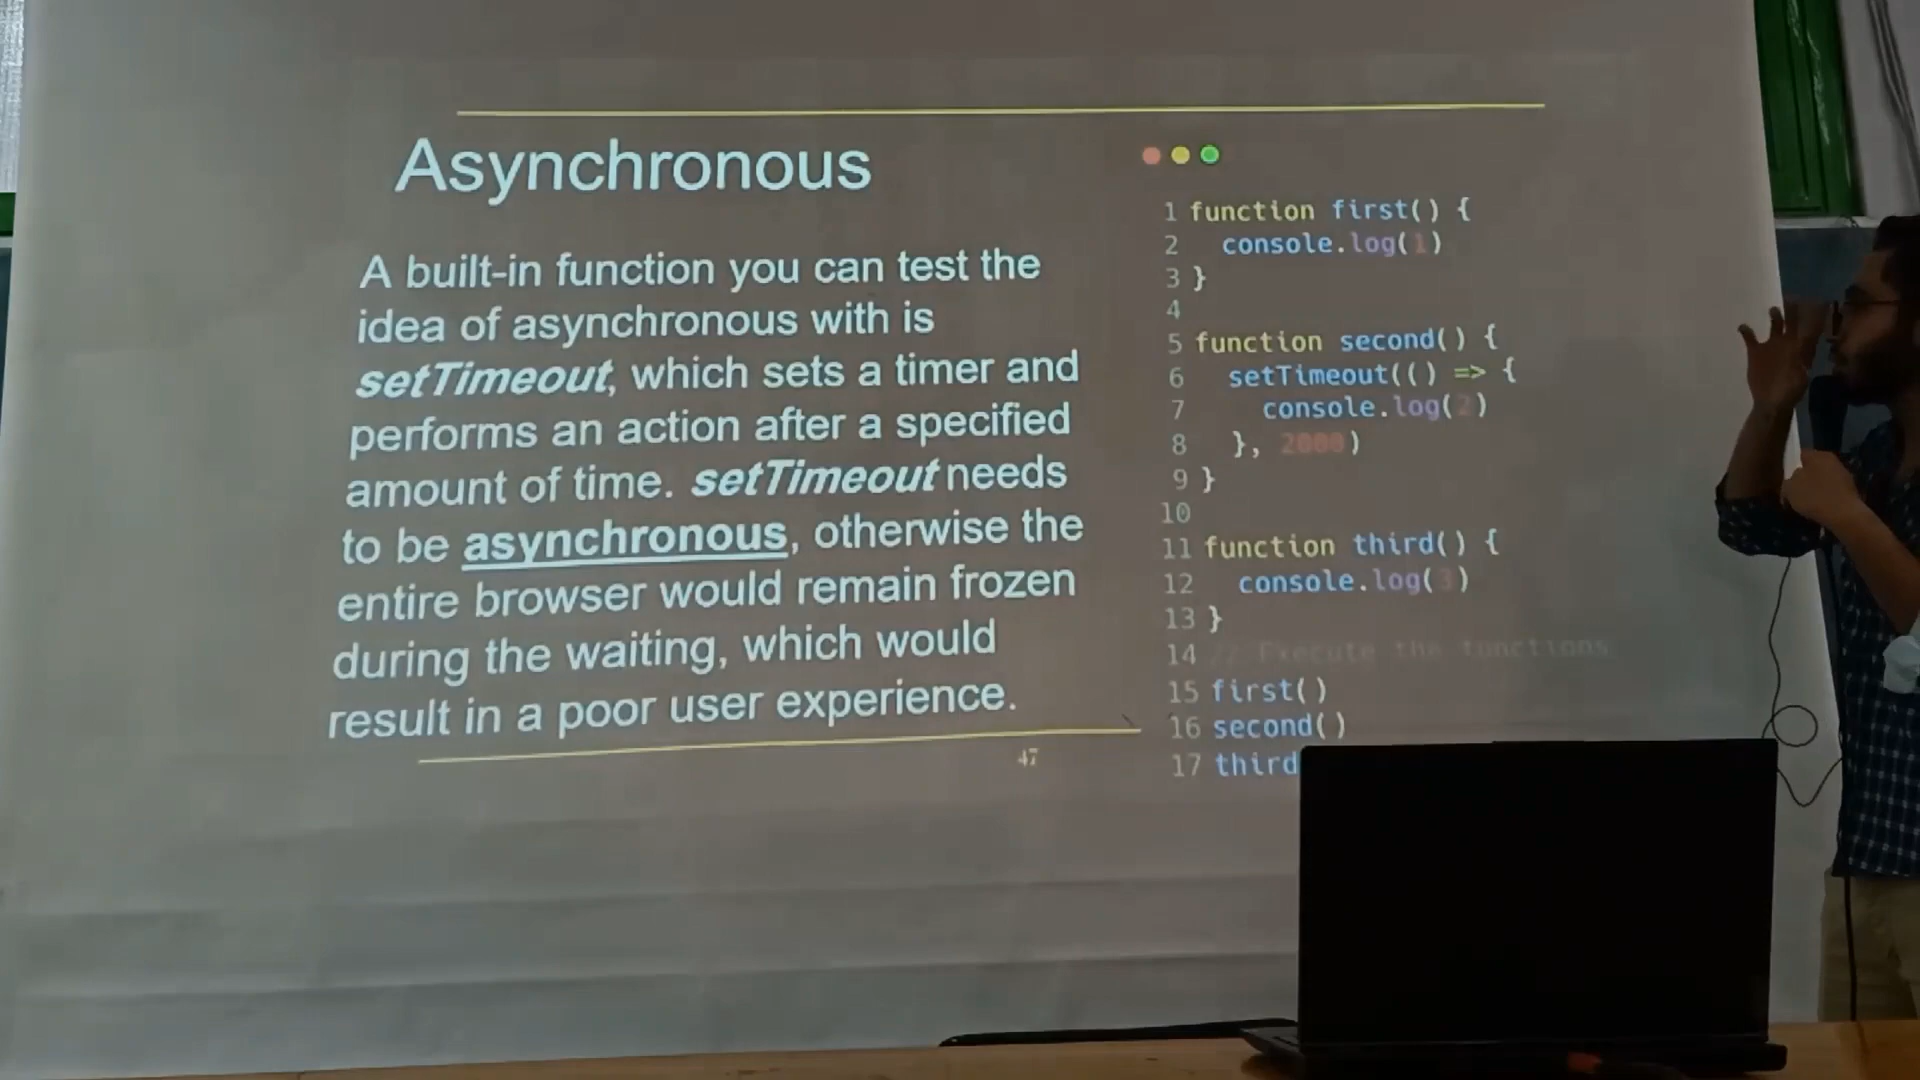 Asynchronous
A built-in function you can test the
idea of asynchronous with is
setTimeout, which sets a timer and
performs an action after a specified
amount of time. setTimeout needs
to be asynchronous, otherwise the
entire browser would remain frozen
during the waiting, which would
result in a poor user experience.
47
1 function first() {
2 console.log(1)
3 }
4
5 function second() {
6 setTimeout(() => {
7 console.log(2)
8 }, 2000)
9 }
10
11 function third() {
12 console.log(3)
13 }
14 // Execute the functions
15 first()
16 second()
17 third